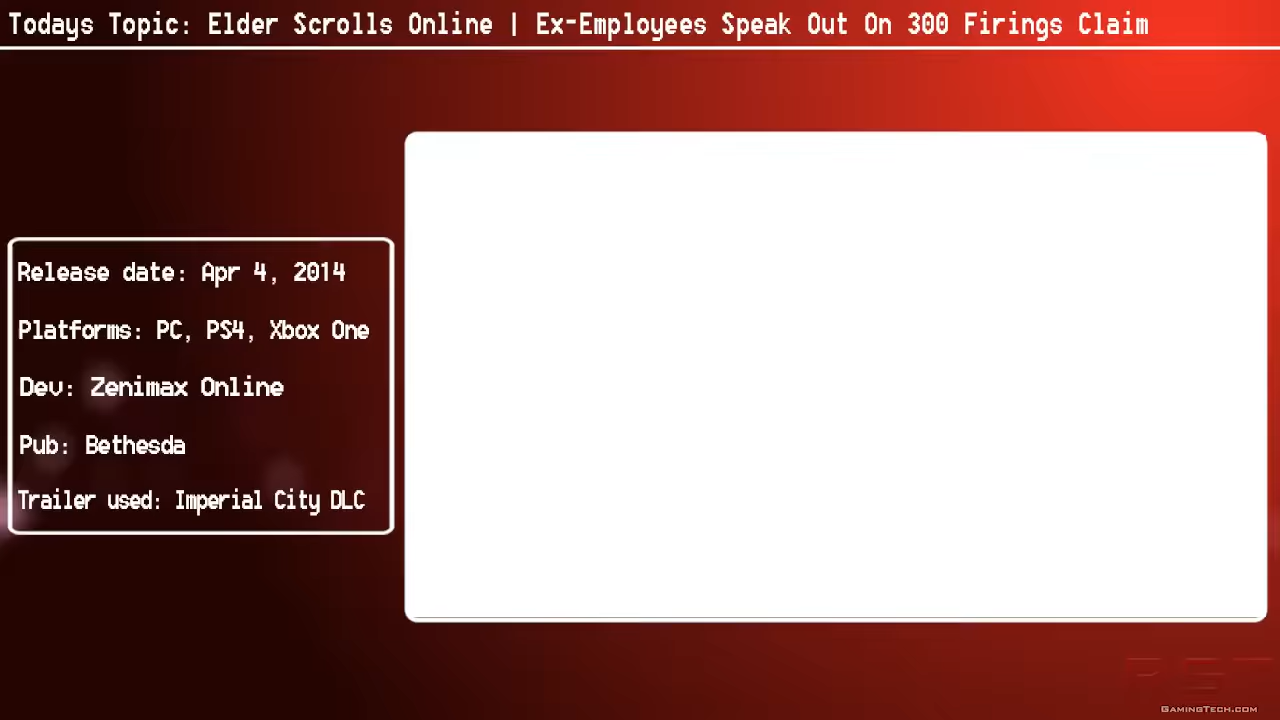 Todays Topic: Elder Scrolls Online | Ex-Employees Speak Out On 300 Firings Claim
Release date: Apr 4, 2014
Platforms: PC, PS4, Xbox One
Dev: Zenimax Online
Pub: Bethesda
Trailer used: Imperial City DLC
GamingTech.com